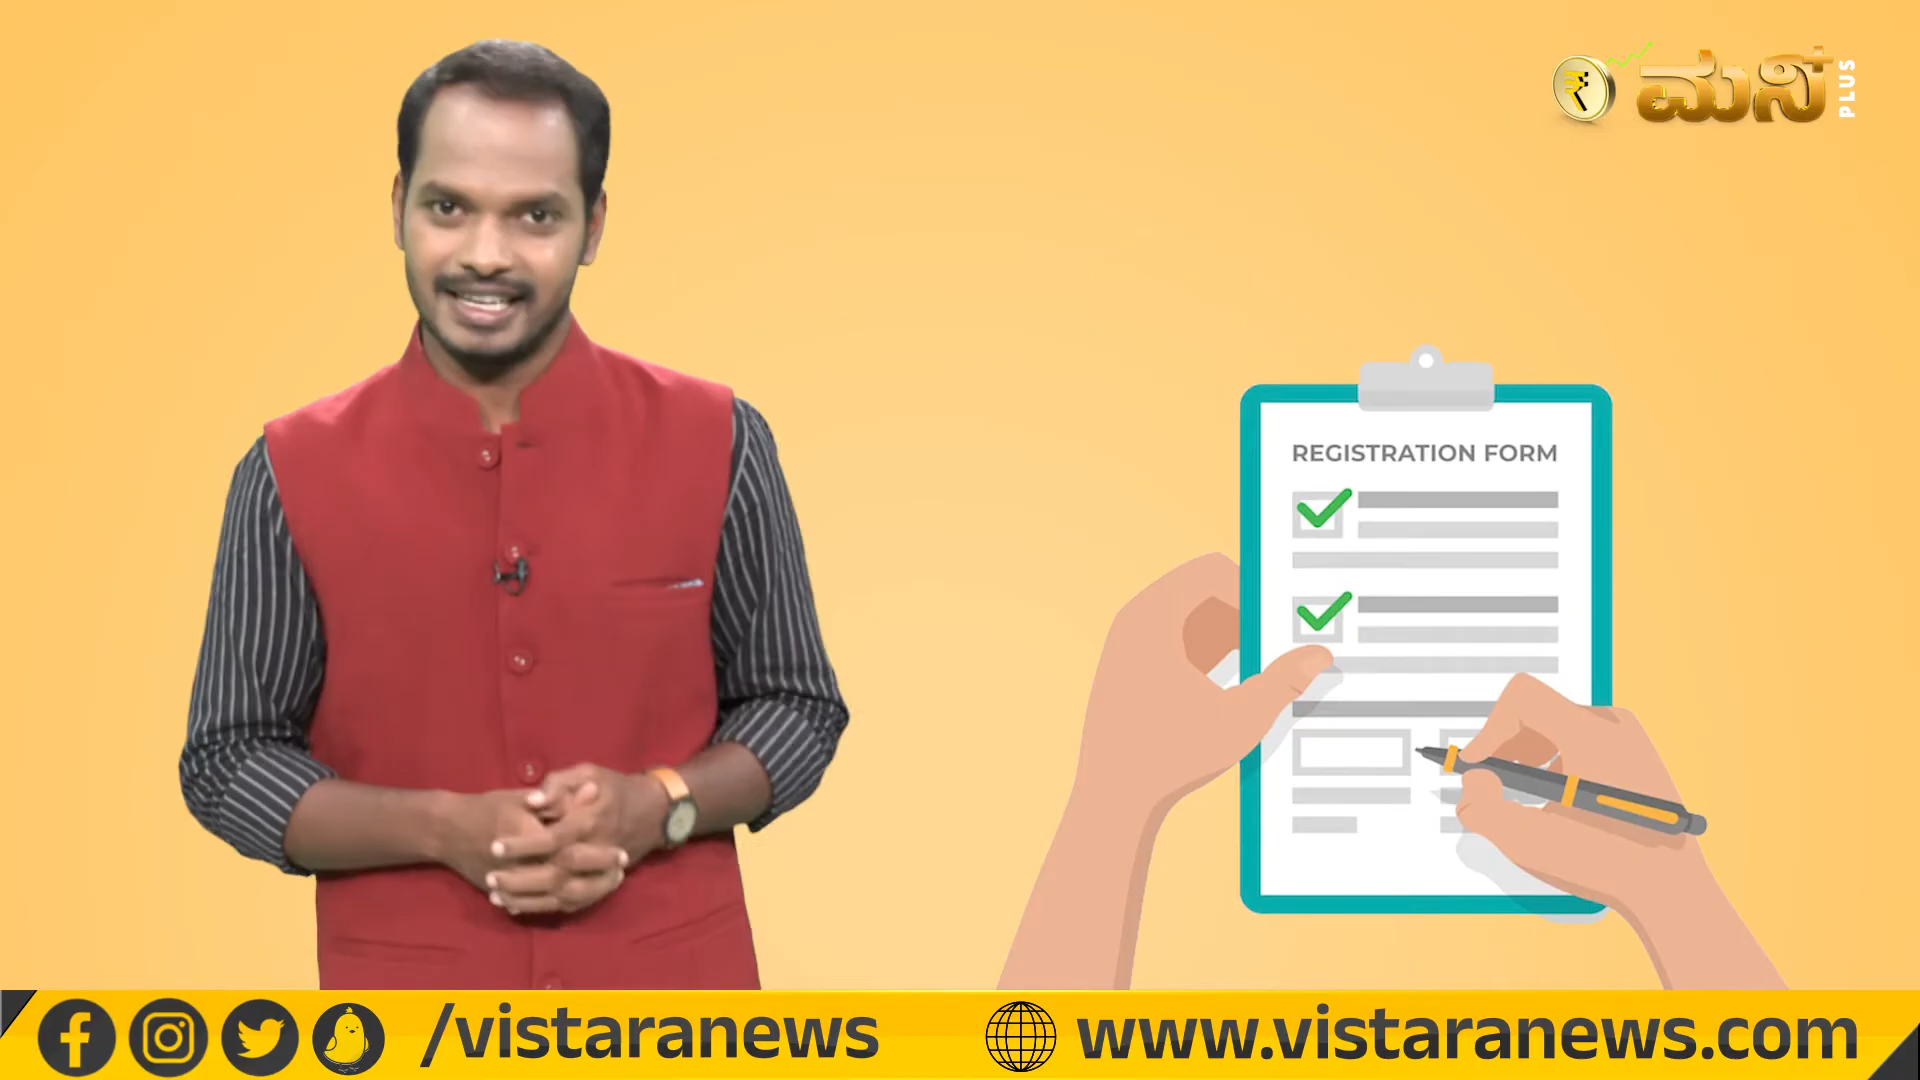 ಮನಿ+
PLUS
REGISTRATION FORM
/vistaranews
www.vistaranews.com